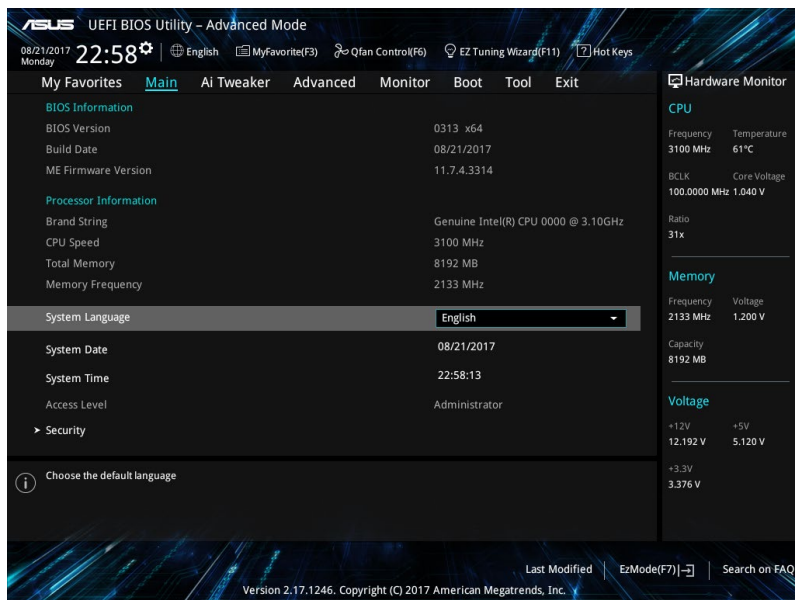 ASUS UEFI BIOS Utility – Advanced Mode
08/21/2017 Monday 22:58 English MyFavorite(F3) Qfan Control(F6) EZ Tuning Wizard(F11) ? Hot Keys
My Favorites Main Ai Tweaker Advanced Monitor Boot Tool Exit
BIOS Information
BIOS Version 0313 x64
Build Date 08/21/2017
ME Firmware Version 11.7.4.3314
Processor Information
Brand String Genuine Intel(R) CPU 0000 @ 3.10GHz
CPU Speed 3100 MHz
Total Memory 8192 MB
Memory Frequency 2133 MHz
System Language English
System Date 08/21/2017
System Time 22:58:13
Access Level Administrator
Security
i Choose the default language
Hardware Monitor
CPU
Frequency Temperature
3100 MHz 61°C
BCLK Core Voltage
100.0000 MHz 1.040 V
Ratio
31x
Memory
Frequency Voltage
2133 MHz 1.200 V
Capacity
8192 MB
Voltage
+12V +5V
12.192 V 5.120 V
+3.3V
3.376 V
Last Modified EzMode(F7) Search on FAQ
Version 2.17.1246. Copyright (C) 2017 American Megatrends, Inc.